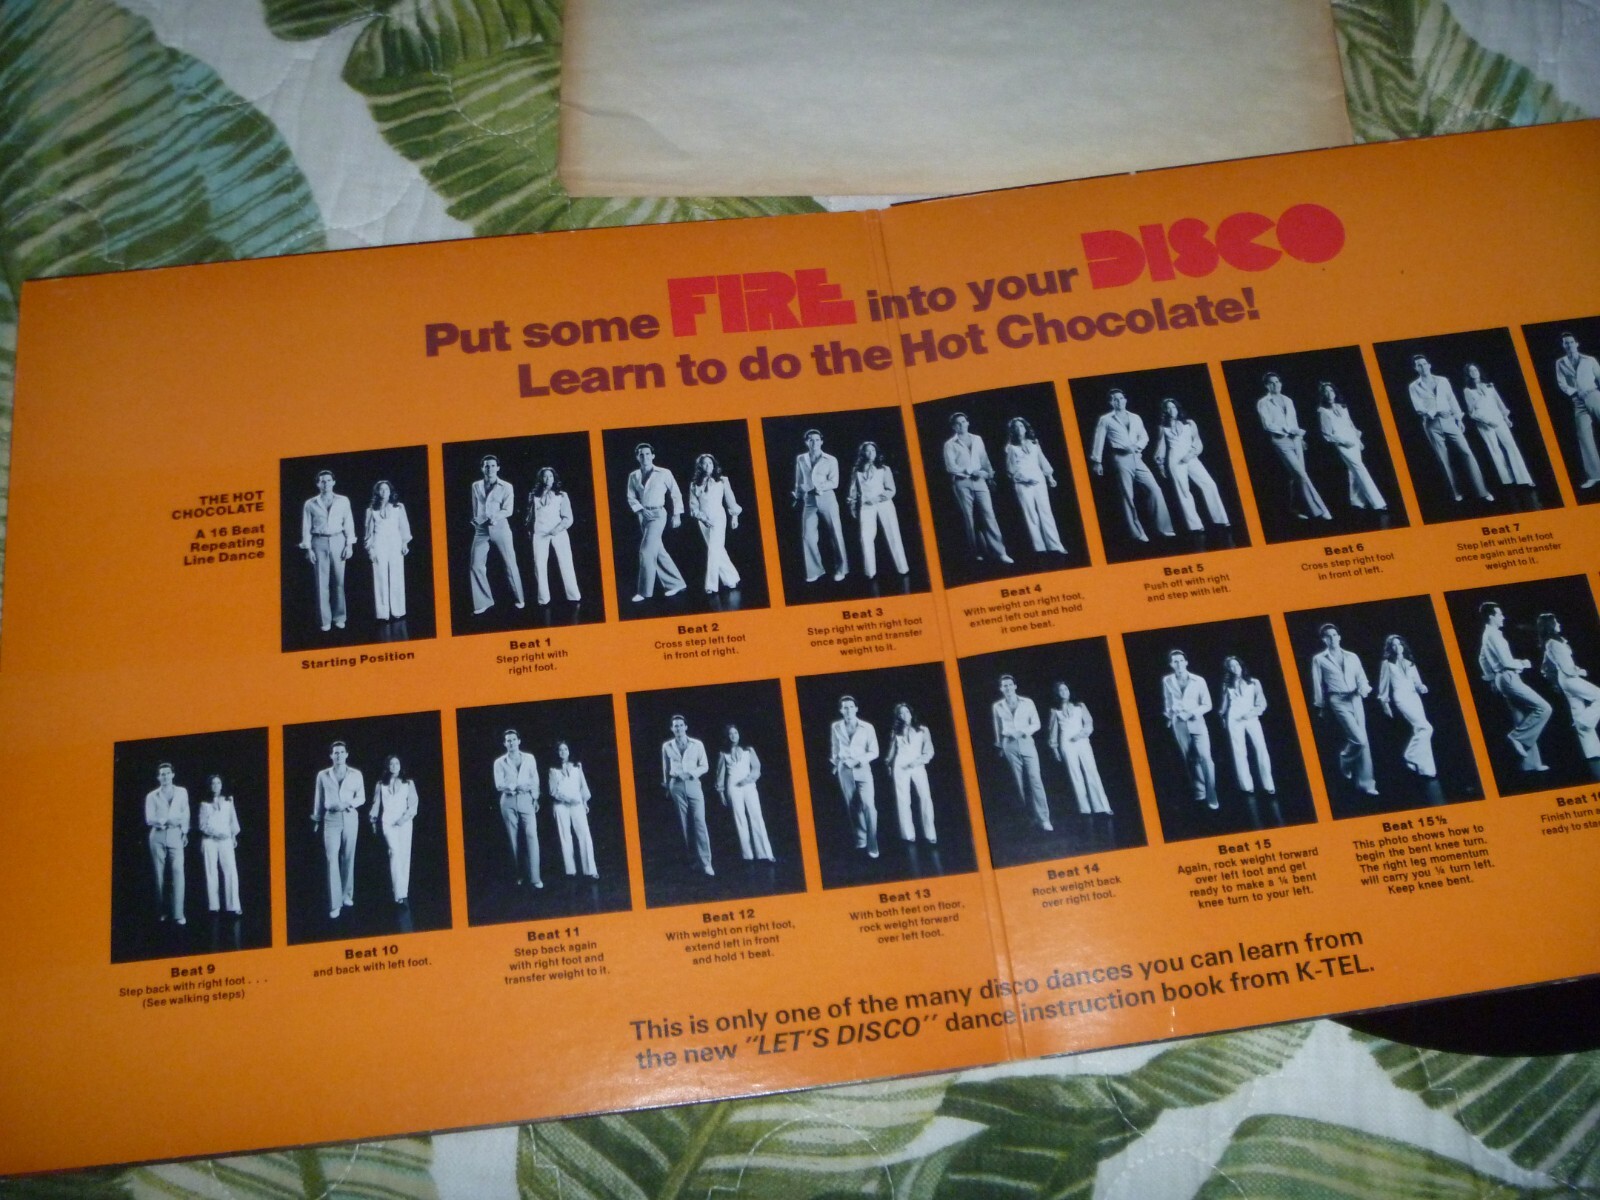 Put some FIRE into your DISCO
Learn to do the Hot Chocolate!
THE HOT
CHOCOLATE
A 16 Beat
Repeating
Line Dance
Starting Position
Beat 1
Step right with
right foot.
Beat 2
Cross step left foot
in front of right.
Beat 3
Step right with right foot
once again and transfer
weight to it.
Beat 4
With weight on right foot,
extend left out and hold
it one beat.
Beat 5
Push off with right
and step with left.
Beat 6
Cross step right foot
in front of left.
Beat 7
Step left with left foot
once again and transfer
weight to it.
Beat 9
Step back with right foot . . .
(See walking steps)
Beat 10
and back with left foot.
Beat 11
Step back again
with right foot and
transfer weight to it.
Beat 12
With weight on right foot,
extend left in front
and hold 1 beat.
Beat 13
With both feet on floor,
rock weight forward
over left foot.
Beat 14
Rock weight back
over right foot.
Beat 15
Again, rock weight forward
over left foot and get
ready to make a ¼ bent
knee turn to your left.
Beat 15½
This photo shows how to
begin the bent knee turn.
The right leg momentum
will carry you ¼ turn left.
Keep knee bent.
Beat
Finish turn
ready to
This is only one of the many disco dances you can learn from
the new "LET'S DISCO" dance instruction book from K-TEL.